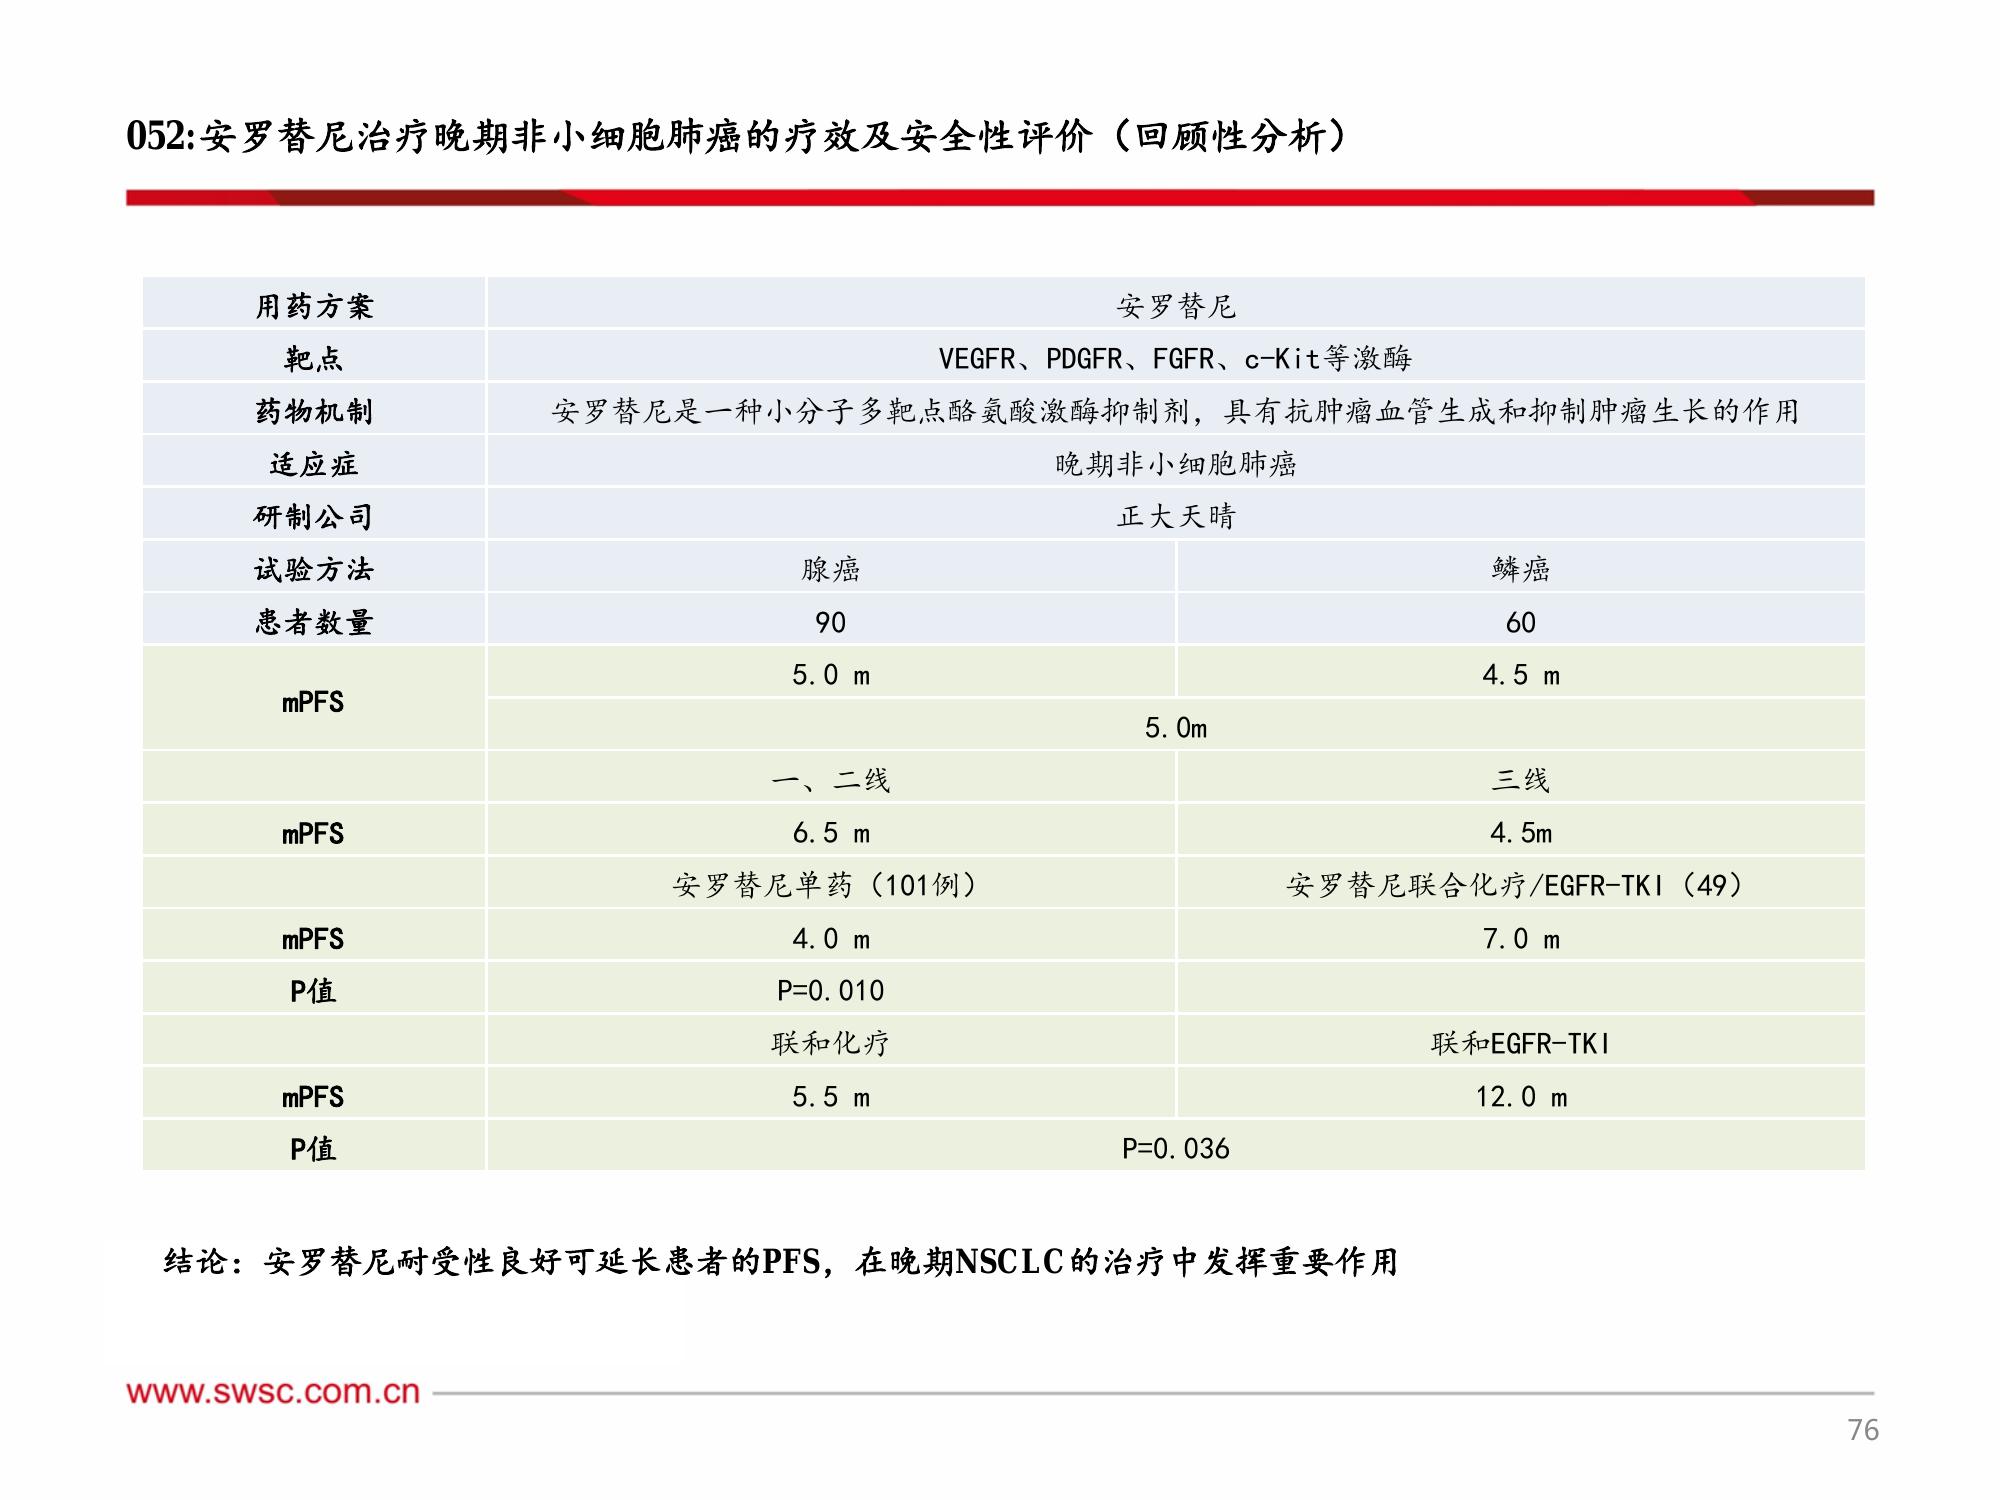 052:安罗替尼治疗晚期非小细胞肺癌的疗效及安全性评价（回顾性分析）
用药方案 安罗替尼
靶点 VEGFR、PDGFR、FGFR、c-Kit等激酶
药物机制 安罗替尼是一种小分子多靶点酪氨酸激酶抑制剂，具有抗肿瘤血管生成和抑制肿瘤生长的作用
适应症 晚期非小细胞肺癌
研制公司 正大天晴
试验方法 腺癌 鳞癌
患者数量 90 60
mPFS 5.0 m 4.5 m
5.0m
一、二线 三线
mPFS 6.5 m 4.5m
安罗替尼单药（101例） 安罗替尼联合化疗/EGFR-TKI（49）
mPFS 4.0 m 7.0 m
P值 P=0.010
联和化疗 联和EGFR-TKI
mPFS 5.5 m 12.0 m
P值 P=0.036
结论：安罗替尼耐受性良好可延长患者的PFS，在晚期NSCLC的治疗中发挥重要作用
www.swsc.com.cn
76